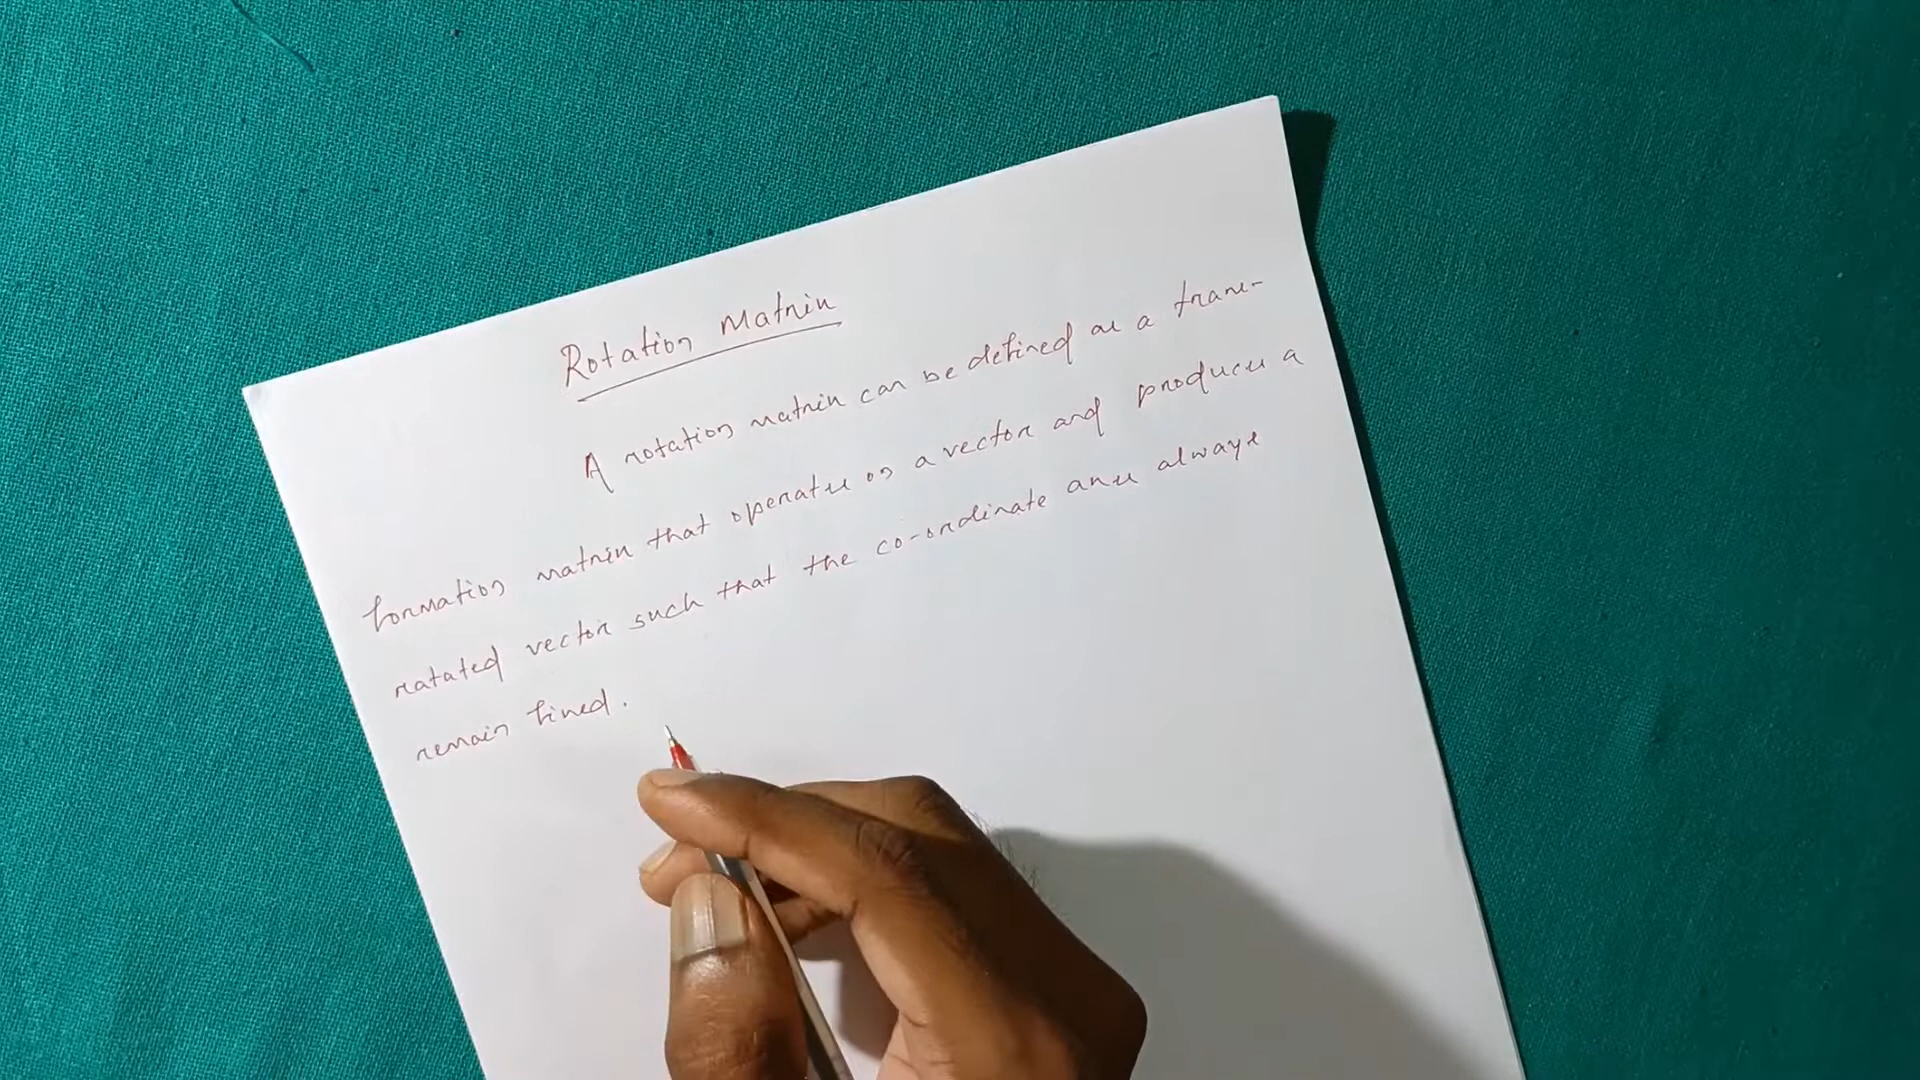 Rotation Matrix
A rotation matrix can be defined as a trans-
formation matrix that operates on a vector and produces a
rotated vector such that the co-ordinate axes always
remain fixed.